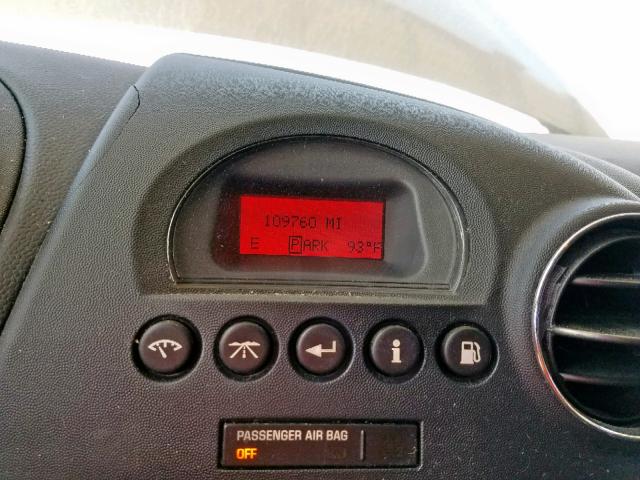 109760 MI
E PARK 93°F
i
PASSENGER AIR BAG
OFF